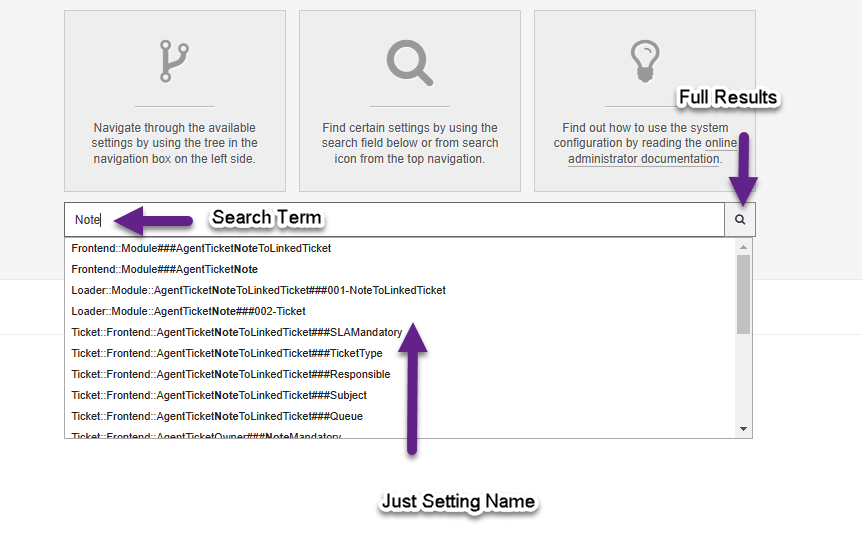 Navigate through the available
settings by using the tree in the
navigation box on the left side.
Find certain settings by using the
search field below or from search
icon from the top navigation.
Full Results
Find out how to use the system
configuration by reading the online
administrator documentation.
Note
Search Term
Frontend::Module###AgentTicketNoteToLinkedTicket
Frontend::Module###AgentTicketNote
Loader::Module::AgentTicketNoteToLinkedTicket###001-NoteToLinkedTicket
Loader::Module::AgentTicketNote###002-Ticket
Ticket::Frontend::AgentTicketNoteToLinkedTicket###SLAMandatory
Ticket::Frontend::AgentTicketNoteToLinkedTicket###TicketType
Ticket::Frontend::AgentTicketNoteToLinkedTicket###Responsible
Ticket::Frontend::AgentTicketNoteToLinkedTicket###Subject
Ticket::Frontend::AgentTicketNoteToLinkedTicket###Queue
Ticket::Frontend::AgentTicketOwner###NoteMandatory
Just Setting Name